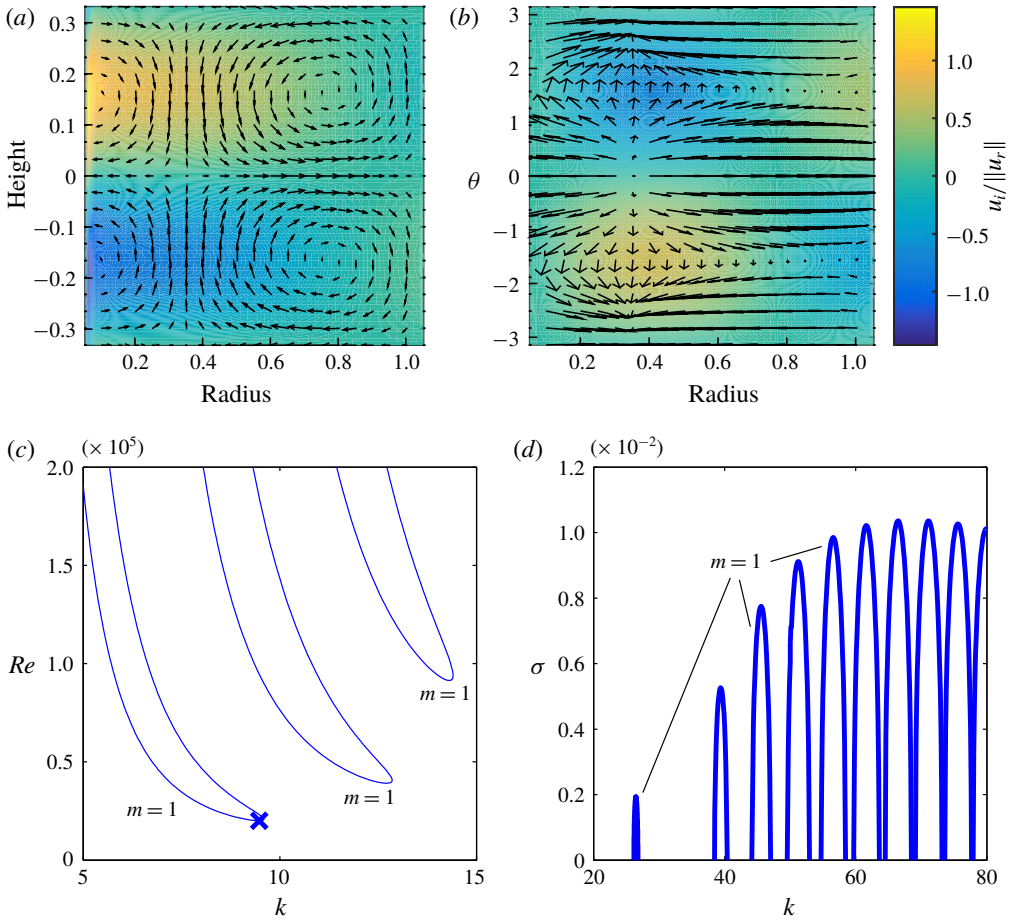 (a)
0.3
0.2
0.1
0
−0.1
−0.2
−0.3
Height
0.2 0.4 0.6 0.8 1.0
Radius
(b)
3
2
1
0
−1
−2
−3
θ
0.2 0.4 0.6 0.8 1.0
Radius
1.0
0.5
0
−0.5
−1.0
u_i/‖u_r‖
(c)
(× 10^5)
2.0
1.5
1.0
0.5
0
Re
m = 1
m = 1
m = 1
5 10 15
k
(d)
(× 10^−2)
1.2
1.0
0.8
0.6
0.4
0.2
0
σ
m = 1
20 40 60 80
k